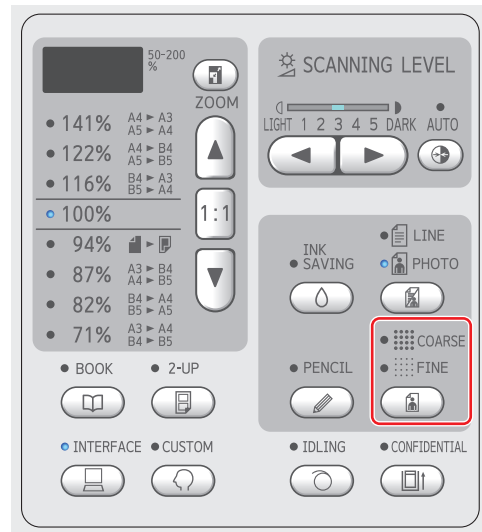 50-200
%
ZOOM
141% A4 ► A3
A5 ► A4
122% A4 ► B4
A5 ► B5
116% B4 ► A3
B5 ► A4
100%
1:1
94% ►
87% A3 ► B4
A4 ► B5
82% B4 ► A4
B5 ► A5
71% A3 ► A4
B4 ► B5
BOOK
2-UP
INTERFACE
CUSTOM
SCANNING LEVEL
LIGHT 1 2 3 4 5 DARK AUTO
LINE
INK
SAVING
PHOTO
COARSE
PENCIL
FINE
IDLING
CONFIDENTIAL